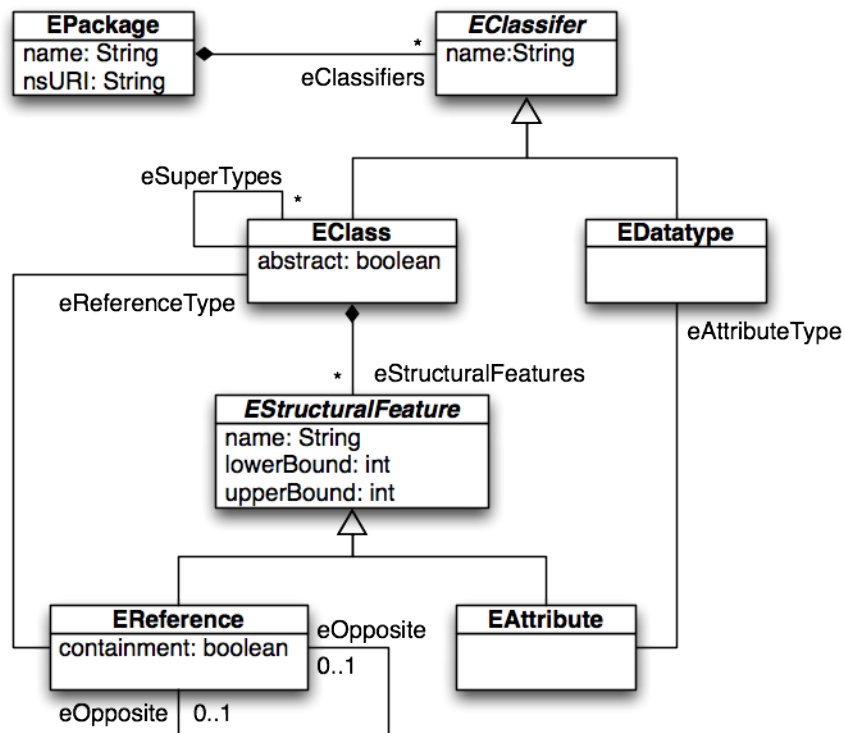 EPackage
name: String
nsURI: String
*
eClassifiers
EClassifer
name:String
eSuperTypes
*
EClass
abstract: boolean
EDatatype
eReferenceType
eAttributeType
*
eStructuralFeatures
EStructuralFeature
name: String
lowerBound: int
upperBound: int
EReference
containment: boolean
eOpposite
0..1
EAttribute
eOpposite
0..1